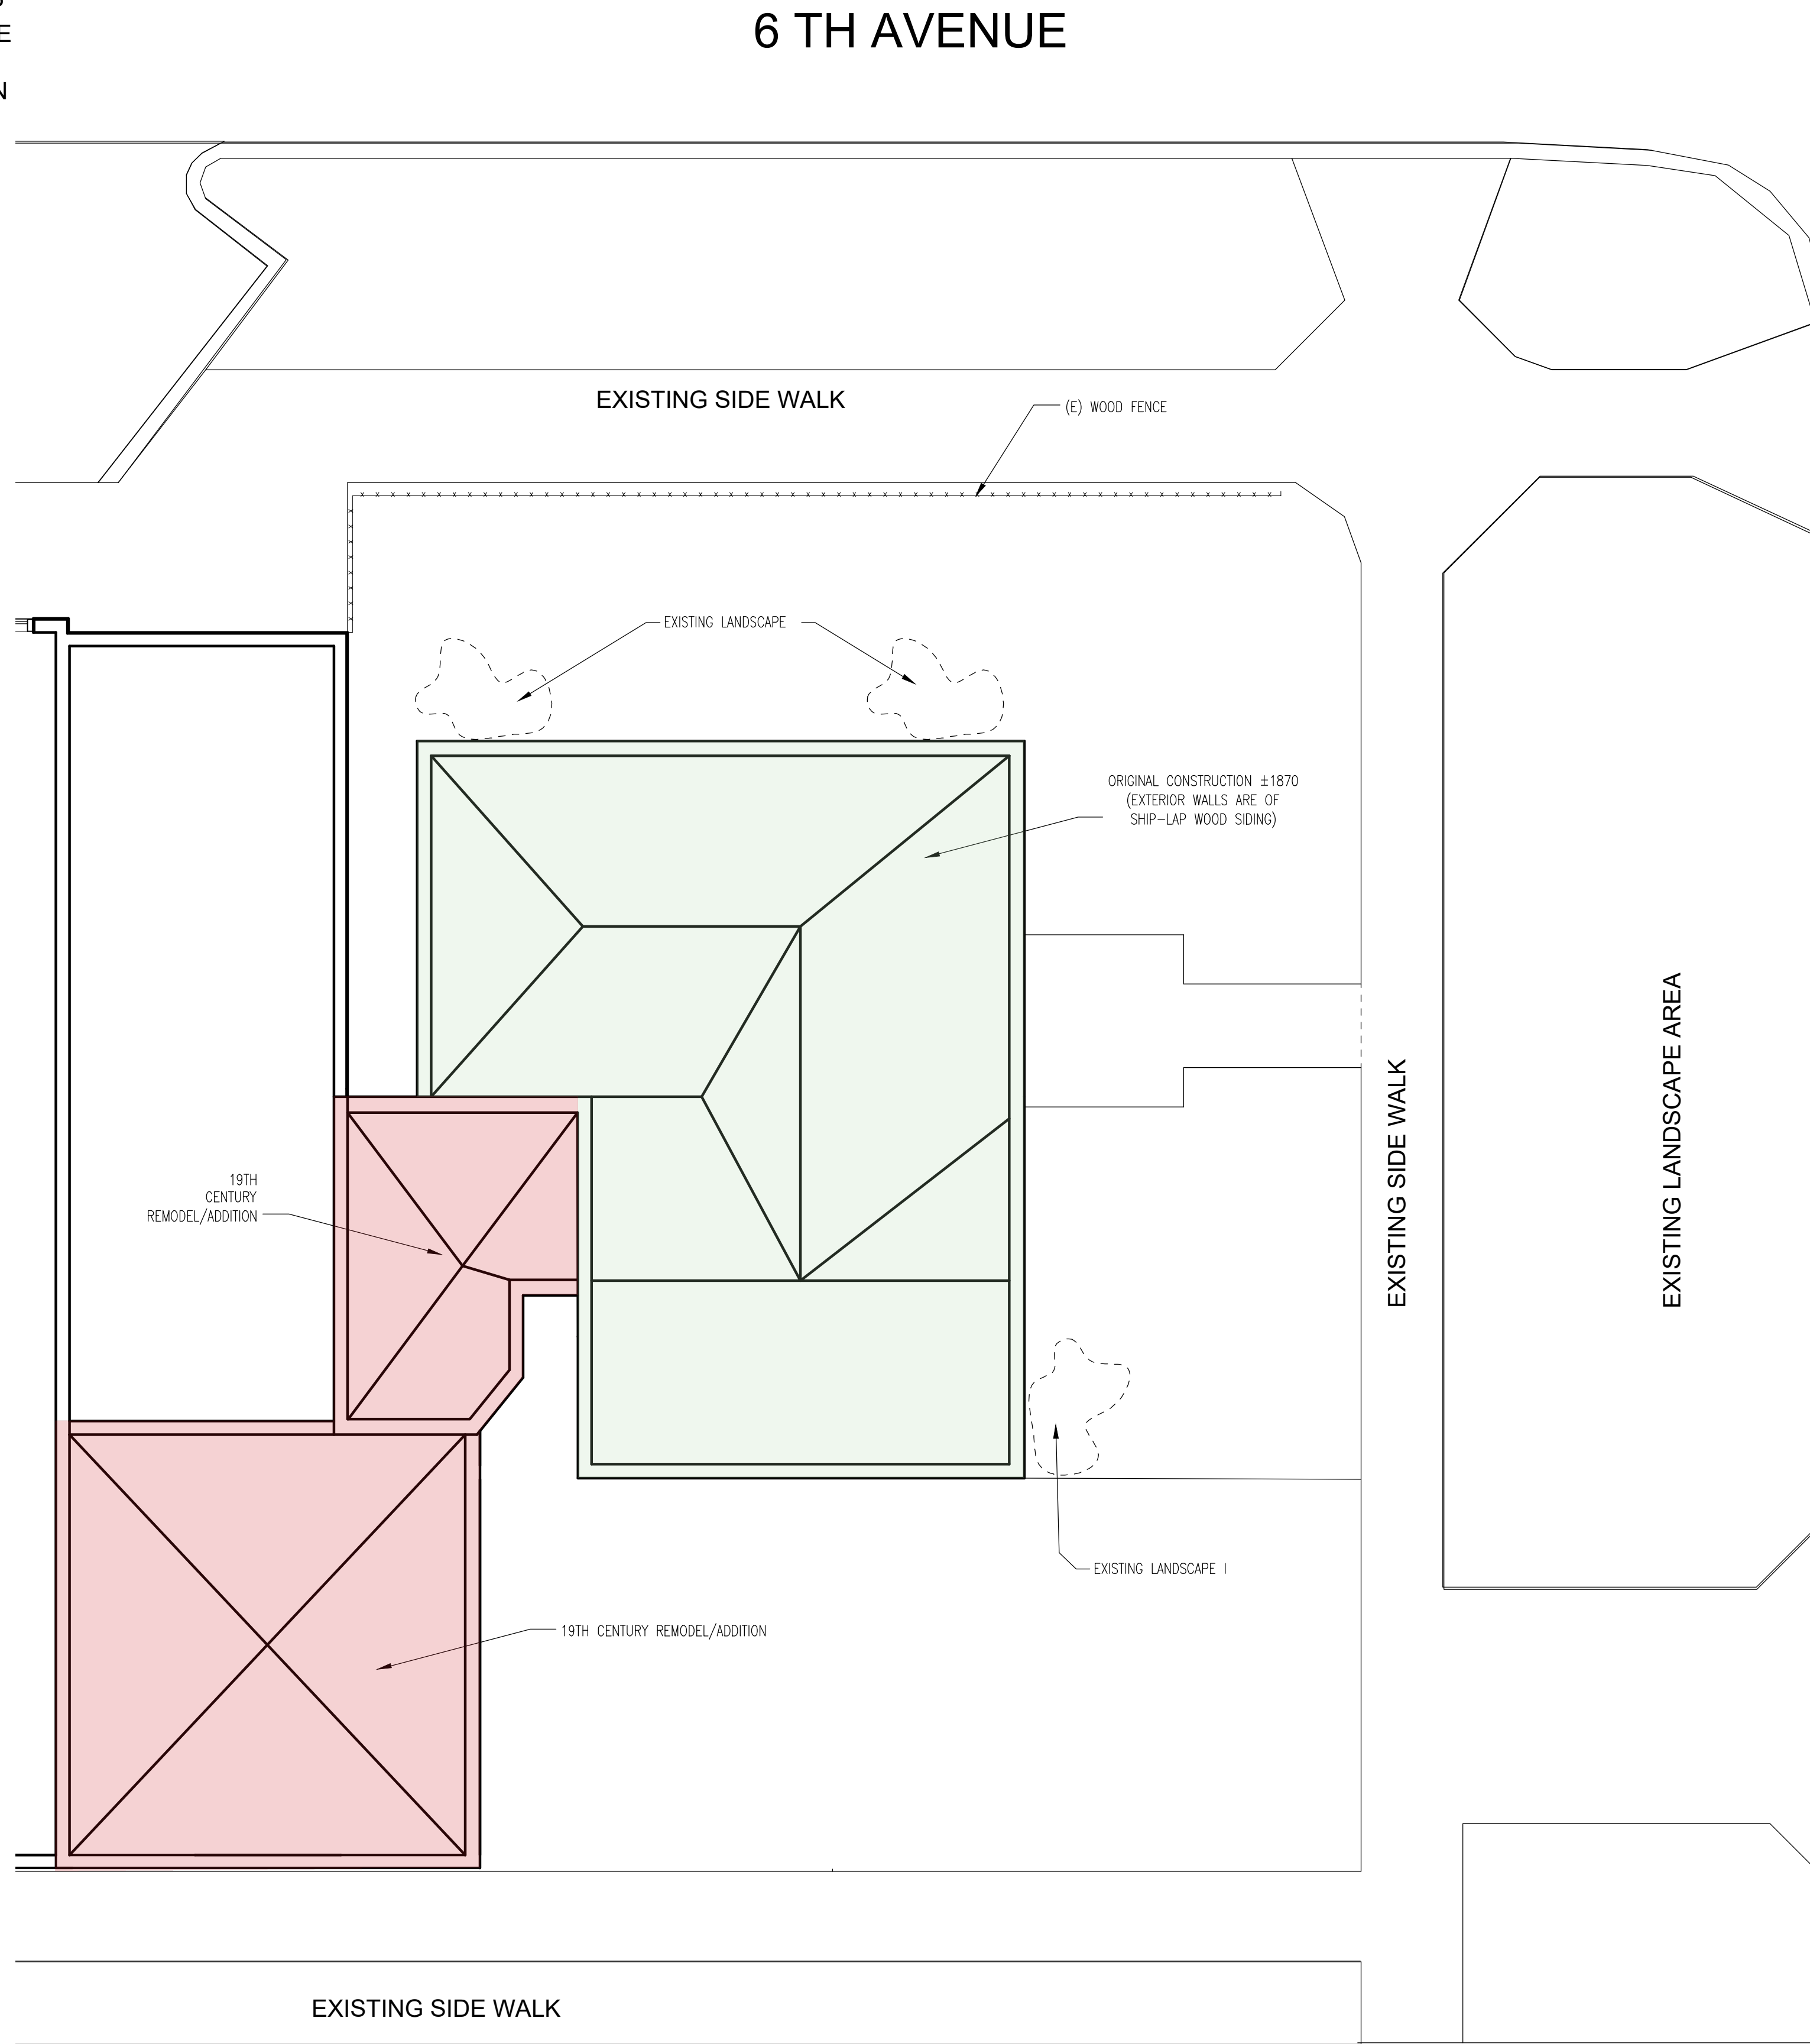 6 TH AVENUE
E
N
EXISTING SIDE WALK
(E) WOOD FENCE
EXISTING LANDSCAPE
ORIGINAL CONSTRUCTION ±1870
(EXTERIOR WALLS ARE OF
SHIP-LAP WOOD SIDING)
19TH
CENTURY
REMODEL/ADDITION
EXISTING SIDE WALK
EXISTING LANDSCAPE AREA
EXISTING LANDSCAPE I
19TH CENTURY REMODEL/ADDITION
EXISTING SIDE WALK